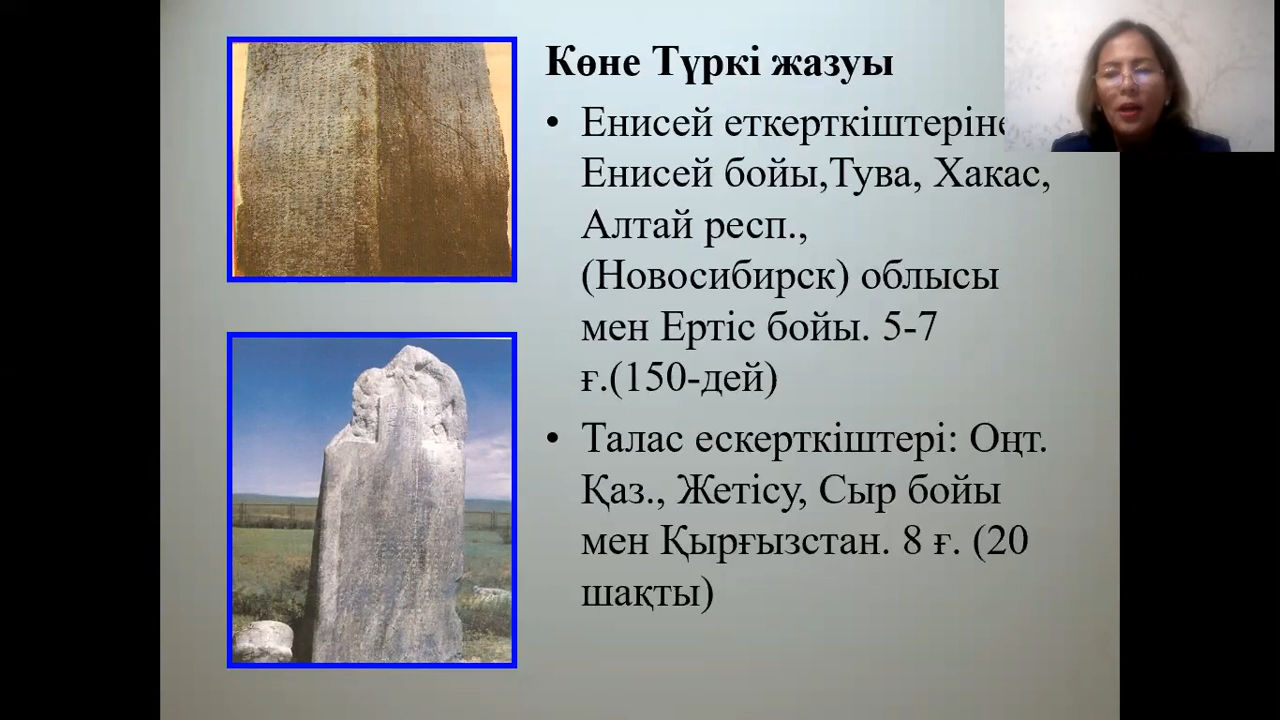 Көне Түркі жазуы
• Енисей
Енисей бойы,Тува, Хакас,
Алтай респ.,
(Новосибирск) облысы
мен Ертіс бойы. 5-7
ғ.(150-дей)
• Талас ескерткіштері: Оңт.
Қаз., Жетісу, Сыр бойы
мен Қырғызстан. 8 ғ. (20
шақты)